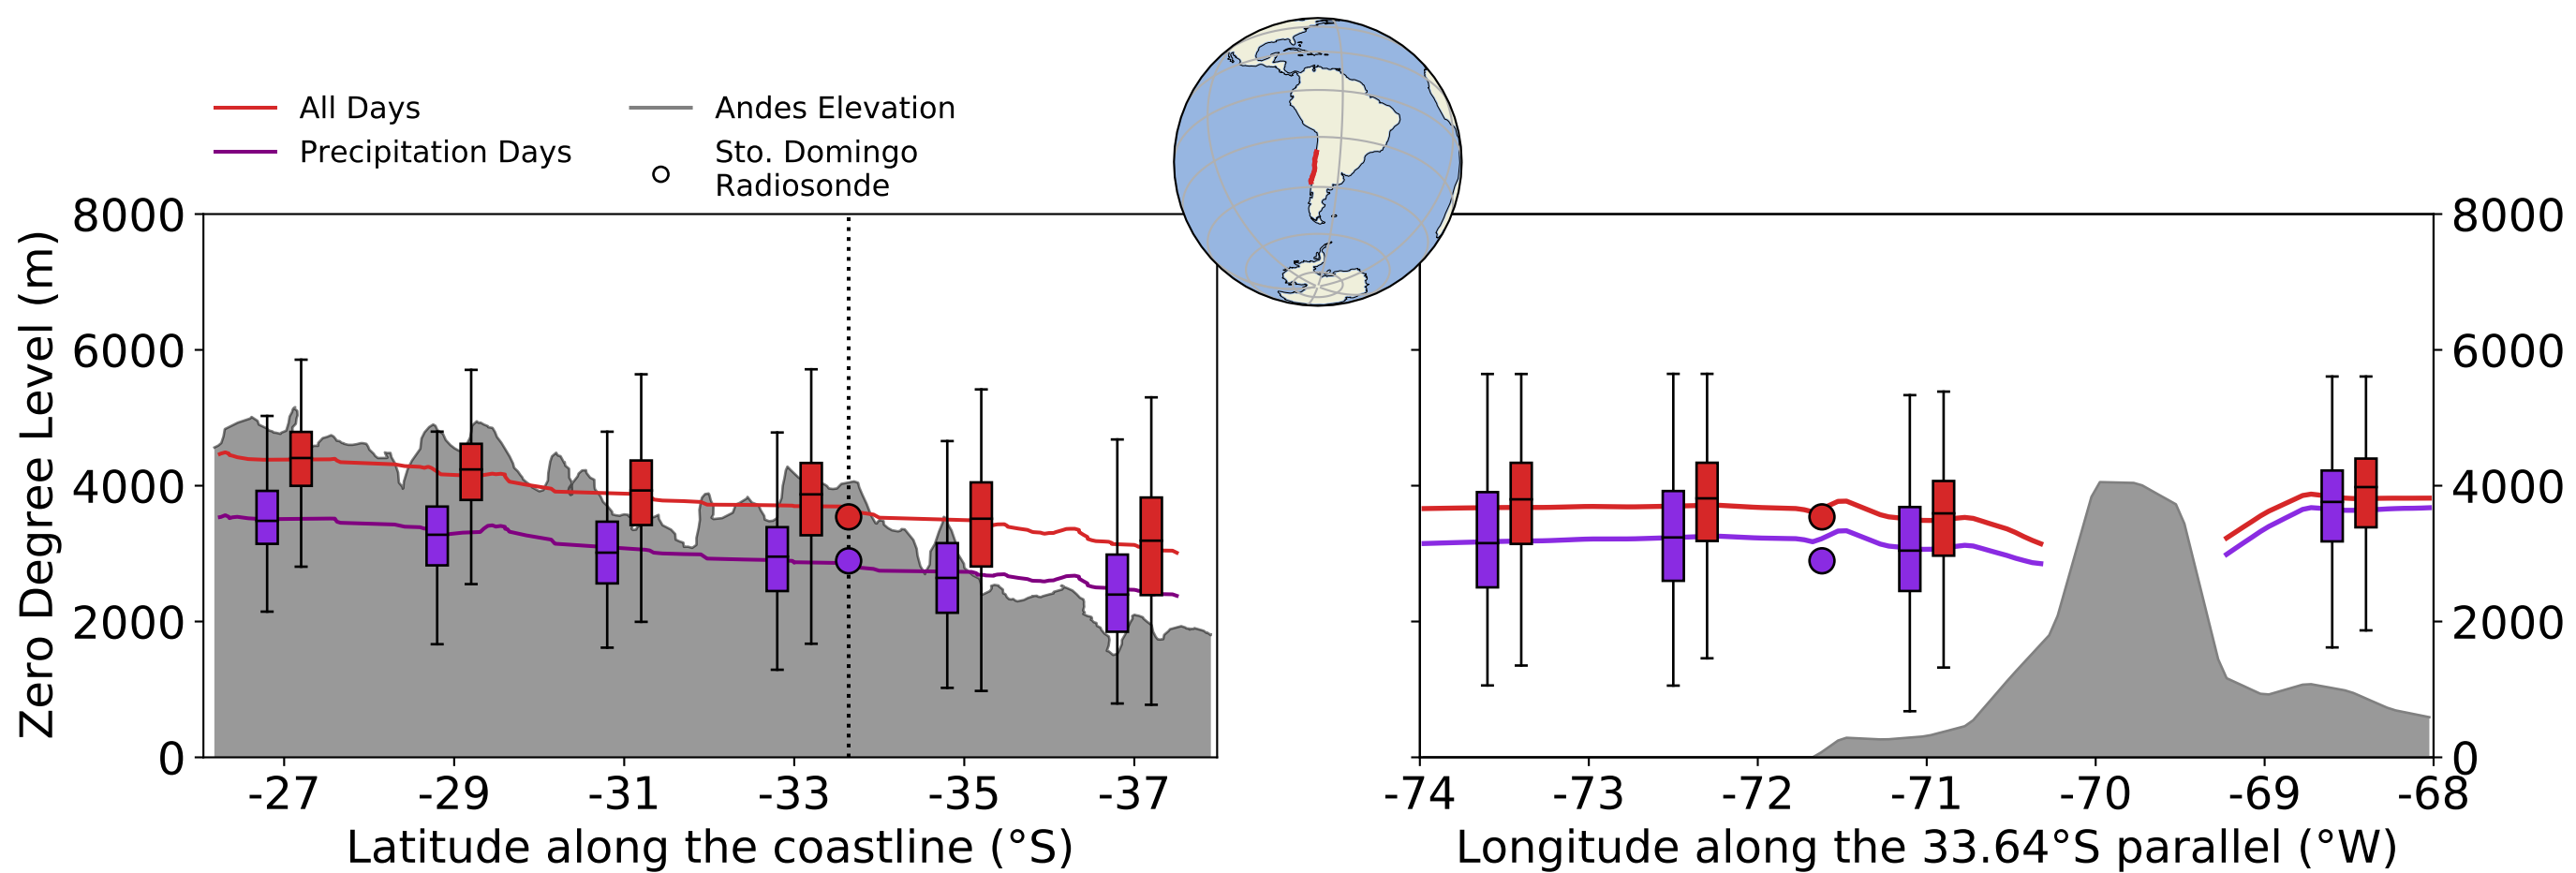 All Days
Precipitation Days
Andes Elevation
Sto. Domingo
Radiosonde
Zero Degree Level (m)
8000
6000
4000
2000
0
-27 -29 -31 -33 -35 -37
Latitude along the coastline (°S)
8000
6000
4000
2000
0
-74 -73 -72 -71 -70 -69 -68
Longitude along the 33.64°S parallel (°W)